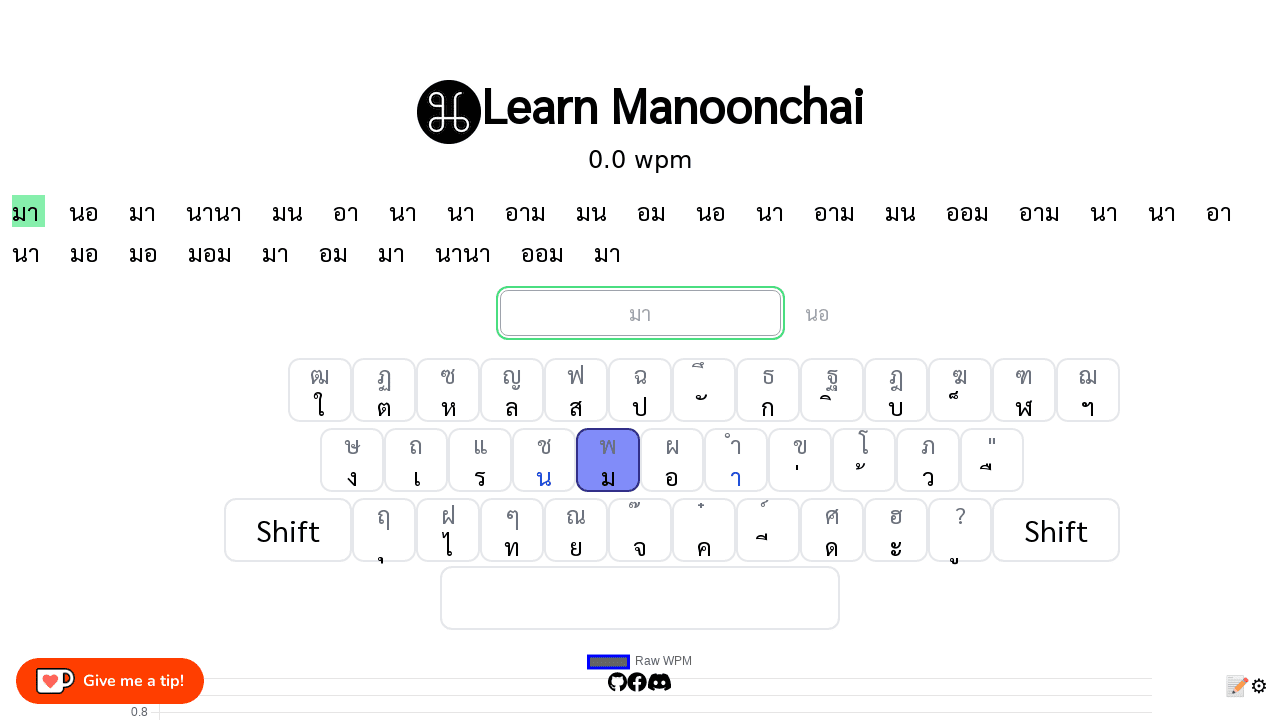 Learn Manoonchai
0.0 wpm
มา นอ มา นานา มน อา นา นา อาม มน อม นอ นา อาม มน ออม อาม นา นา อา
นา มอ มอ มอม มา อม มา นานา ออม มา
มา นอ
ฒ ฏ ซ ญ ฟ ฉ ึ ธ ฐ ฎ ฆ ฑ ฌ
ใ ต ห ล ส ป ั ก ิ บ ็ ฬ ฯ
ษ ถ แ ช พ ผ ำ ข โ ภ "
ง เ ร น ม อ า ่ ้ ว ื
Shift ฤ ฝ ๆ ณ ๊ ๋ ์ ศ ฮ ? Shift
ุ ไ ท ย จ ค ี ด ะ ู
Raw WPM
Give me a tip!
0.8